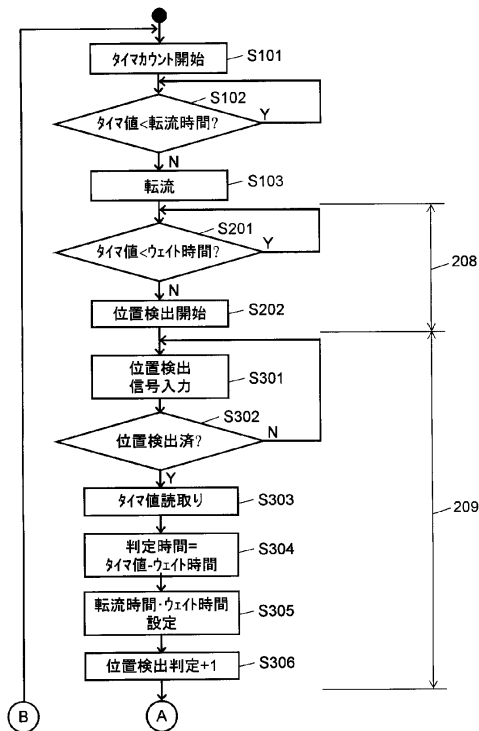 タイマカウント開始 S101
S102
タイマ値<転流時間? Y
N
転流 S103
S201
タイマ値<ウェイト時間? Y
208
N
位置検出開始 S202
位置検出
信号入力 S301
S302
位置検出済? N
Y
タイマ値読取り S303
209
判定時間=
タイマ値-ウェイト時間 S304
転流時間・ウェイト時間
設定 S305
位置検出判定+1 S306
B A